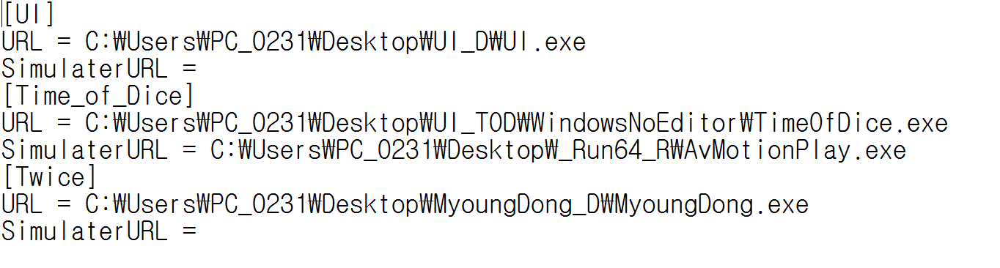 [UI]
URL = C:₩Users₩PC_0231₩Desktop₩UI_D₩UI.exe
SimulaterURL =
[Time_of_Dice]
URL = C:₩Users₩PC_0231₩Desktop₩UI_TOD₩WindowsNoEditor₩TimeOfDice.exe
SimulaterURL = C:₩Users₩PC_0231₩Desktop₩_Run64_R₩AvMotionPlay.exe
[Twice]
URL = C:₩Users₩PC_0231₩Desktop₩MyoungDong_D₩MyoungDong.exe
SimulaterURL =